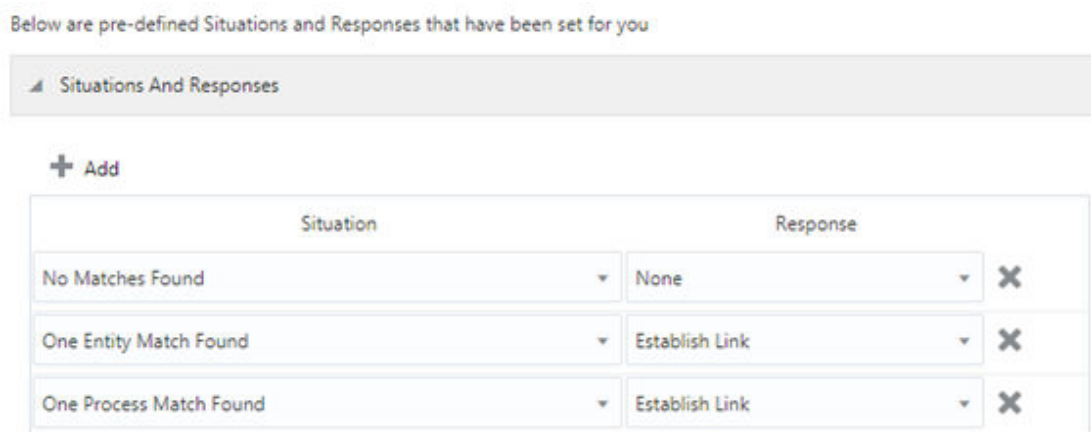 Below are pre-defined Situations and Responses that have been set for you
Situations And Responses
Add
Situation Response
No Matches Found None
One Entity Match Found Establish Link
One Process Match Found Establish Link